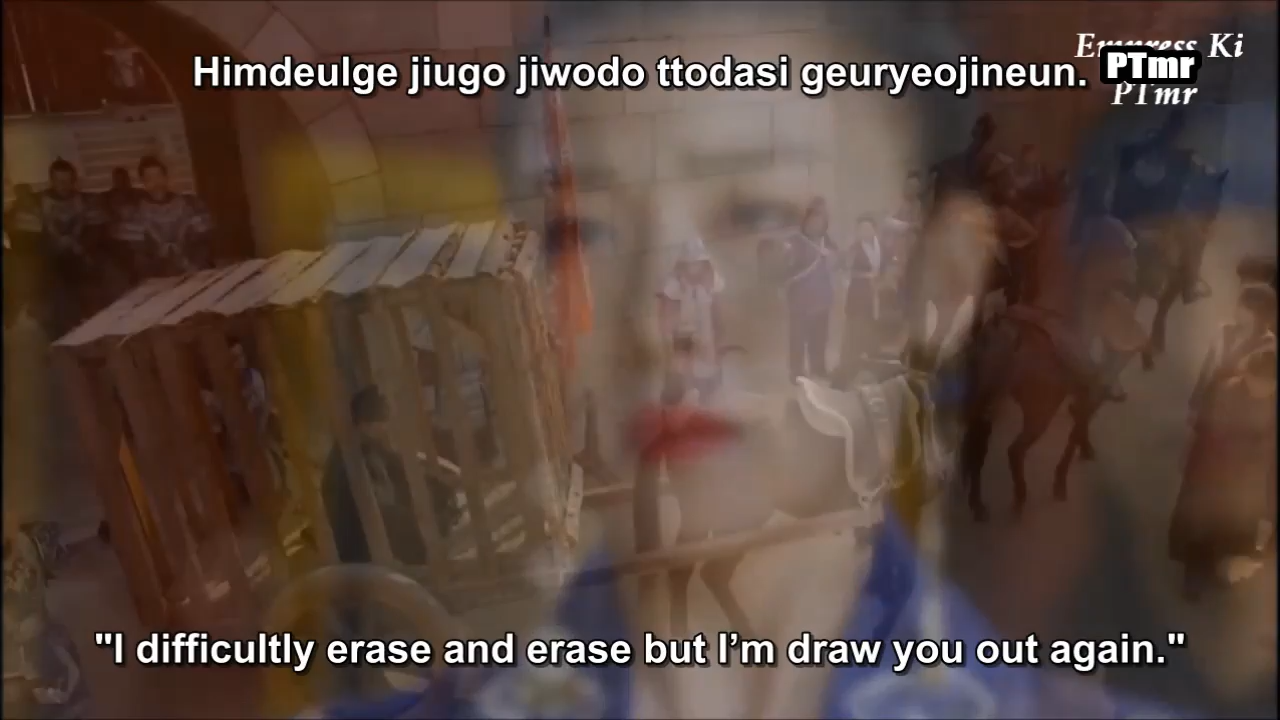 Empress Ki
Himdeulge jiugo jiwodo ttodasi geuryeojineun.
PTmr
PTmr
"I difficultly erase and erase but I’m draw you out again."